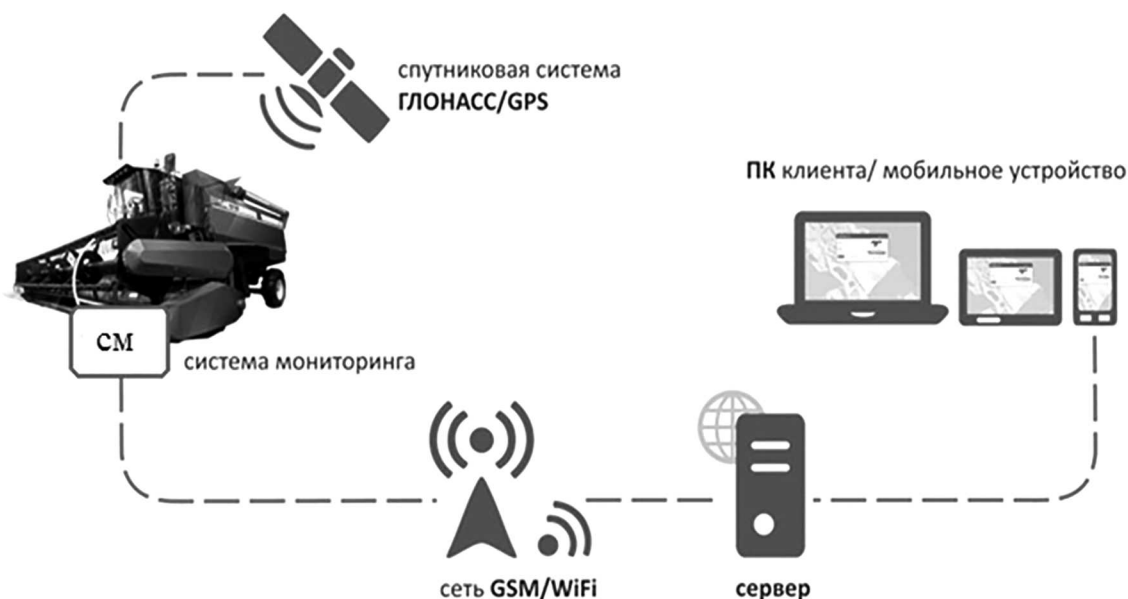 спутниковая система
ГЛОНАСС/GPS
ПК клиента/ мобильное устройство
СМ
система мониторинга
сеть GSM/WiFi
сервер